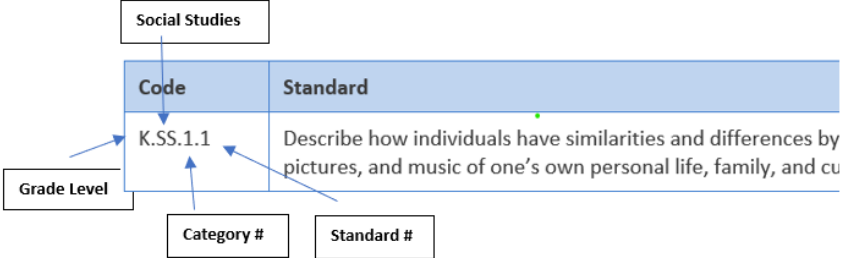 Social Studies
Code Standard
K.SS.1.1 Describe how individuals have similarities and differences by
pictures, and music of one’s own personal life, family, and cu
Grade Level
Category # Standard #